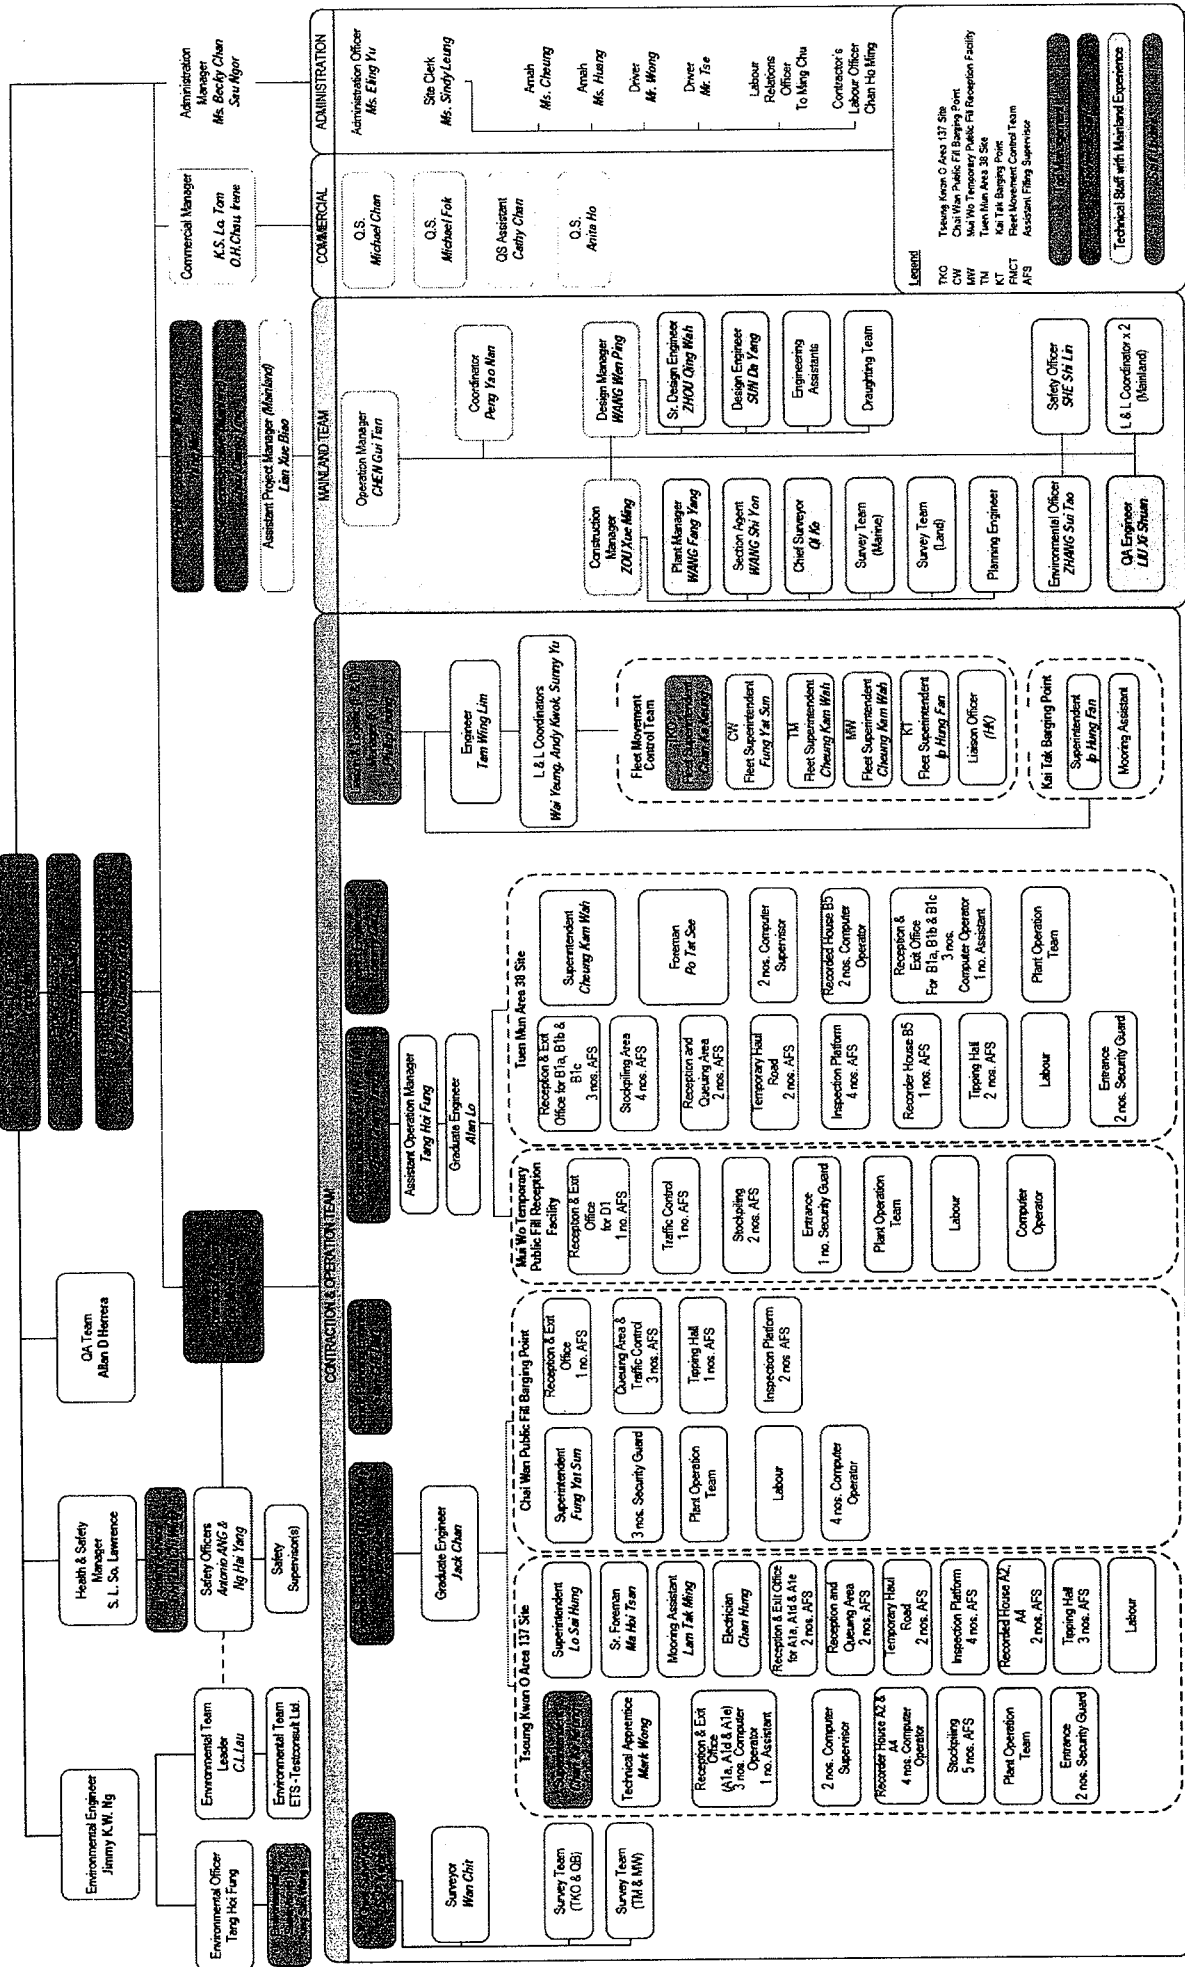 Environmental Engineer
Jimmy K.W. Ng
Environmental Officer
Tang Hoi Fung
Environmental Team
Leader
C.L.Lau
Environmental Team
ETS - Testconsult Ltd.
Health & Safety
Manager
S. L. So. Lawrence
Safety Officers
Antonio ANG &
Ng Hai Yang
Safety
Supervisor(s)
QA Team
Allan D Herrera
Assistant Project Manager (Mainland)
Lian Xue Biao
Commercial Manager
K.S. Lo. Tom
O.H.Chau. Irene
Administration
Manager
Ms. Becky Chan
Sau Ngor
CONTRACTION & OPERATION TEAM
MAINLAND TEAM
COMMERCIAL
ADMINISTRATION
Surveyor
Wan Chit
Survey Team
(TKO & QB)
Survey Team
(TM & MW)
Graduate Engineer
Jack Chan
Tseung Kwon O Area 137 Site
Technical Apprentice
Mark Wong
Reception & Exit
Office
(A1a, A1d & A1e)
3 nos. Computer
Operator
1 no. Assistant
2 nos. Computer
Supervisor
Recorder House A2 &
A4
4 nos. Computer
Operator
Stockpiling
5 nos. AFS
Plant Operation
Team
Entrance
2 nos. Security Guard
Superintendent
Lo Sai Hung
Sr. Foreman
Ma Hoi Tsan
Mooring Assistant
Lam Tak Ming
Electrician
Chan Hung
Reception & Exit Office
for A1a, A1d & A1e
2 nos. AFS
Reception and
Queuing Area
2 nos. AFS
Temporary Haul
Road
2 nos. AFS
Inspection Platform
4 nos. AFS
Recorded House A2,
A4
2 nos. AFS
Tipping Hall
3 nos. AFS
Labour
Chai Wan Public Fill Barging Point
Superintendent
Fung Yat Sun
3 nos. Security Guard
Plant Operation
Team
Labour
4 nos. Computer
Operator
Reception & Exit
Office
1 no. AFS
Queuing Area &
Traffic Control
3 nos. AFS
Tipping Hall
1 nos. AFS
Inspection Platform
2 nos. AFS
Assistant Operation Manager
Tang Hoi Fung
Graduate Engineer
Alan Lo
Mui Wo Temporary
Public Fill Reception
Facility
Reception & Exit
Office
for D1
1 no. AFS
Traffic Control
1 no. AFS
Stockpiling
2 nos. AFS
Entrance
1 no. Security Guard
Plant Operation
Team
Labour
Computer
Operator
Tuen Mun Area 38 Site
Reception & Exit
Office for B1a, B1b &
B1c
3 nos. AFS
Stockpiling Area
4 nos. AFS
Reception and
Queuing Area
2 nos. AFS
Temporary Haul
Road
2 nos. AFS
Inspection Platform
4 nos. AFS
Recorder House B5
1 nos. AFS
Tipping Hall
2 nos. AFS
Labour
Entrance
2 nos. Security Guard
Superintendent
Cheung Kam Wah
Foreman
Po Tat See
2 nos. Computer
Supervisor
Recorded House B5
2 nos. Computer
Operator
Reception &
Exit Office
For B1a, B1b & B1c
3 nos.
Computer Operator
1 no. Assistant
Plant Operation
Team
Engineer
Tam Wing Lim
L & L Coordinators
Wai Yeung, Andy Kwok, Sunny Yu
Fleet Movement
Control Team
CW
Fleet Superintendent
Fung Yat Sun
TM
Fleet Superintendent
Cheung Kam Wah
MW
Fleet Superintendent
Cheung Kam Wah
KT
Fleet Superintendent
Ip Hung Fan
Liaison Officer
(HK)
Kai Tak Barging Point
Superintendent
Ip Hung Fan
Mooring Assistant
Operation Manager
CHEN Gui Tian
Coordinator
Peng Yao Nan
Construction
Manager
ZOU Xue Ming
Plant Manager
WANG Fang Yang
Section Agent
WANG Shi Yon
Chief Surveyor
QI Ke
Survey Team
(Marine)
Survey Team
(Land)
Planning Engineer
Environmental Officer
ZHANG Sui Tao
QA Engineer
LIU Xi Shuan
Design Manager
WANG Wen Ping
Sr. Design Engineer
ZHOU Qing Wah
Design Engineer
SUN Da Yang
Engineering
Assistants
Draughting Team
Safety Officer
SHE Shi Lin
L & L Coordinator x 2
(Mainland)
Q.S.
Michael Chan
Q.S.
Michael Fok
QS Assistant
Cathy Chan
Q.S.
Anita Ho
Administration Officer
Ms. Eling Yu
Site Clerk
Ms. Sindy Leung
Amah
Ms. Cheung
Amah
Ms. Huang
Driver
Mr. Wong
Driver
Mr. Tse
Labour
Relations
Officer
To Ming Chu
Contractor's
Labour Officer
Chan Ho Ming
Legend
TKO Tseung Kwan O Area 137 Site
CW Chai Wan Public Fill Barging Point
MW Mui Wo Temporary Public Fill Reception Facility
TM Tuen Mun Area 38 Site
KT Kai Tak Barging Point
FMCT Fleet Movement Control Team
AFS Assistant Filling Supervisor
Technical Staff with Mainland Experience